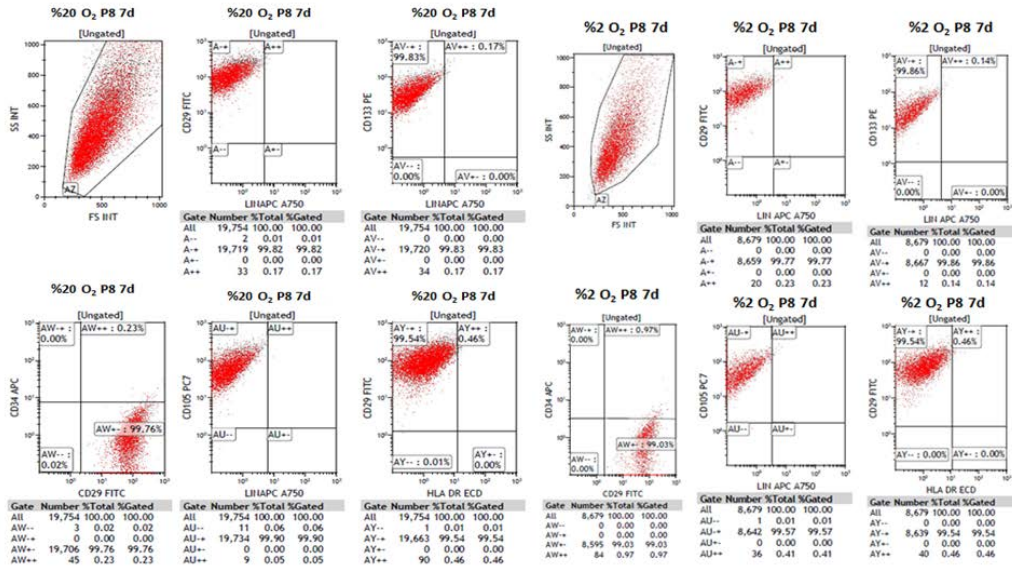 %20 O₂ P8 7d
[Ungated]
1000
800
600
400
200
0
AZ
0
500
1000
SS INT
FS INT
%20 O₂ P8 7d
[Ungated]
A-+
A++
A--
A+-
CD29 FITC
LINAPC A750
Gate Number %Total %Gated
All 19,754 100.00 100.00
A-- 2 0.01 0.01
A-+ 19,719 99.82 99.82
A+- 0 0.00 0.00
A++ 33 0.17 0.17
%20 O₂ P8 7d
[Ungated]
AV-+ : 99.83%
AV++ : 0.17%
AV-- : 0.00%
AV+- : 0.00%
CD133 PE
LINAPC A750
Gate Number %Total %Gated
All 19,754 100.00 100.00
AV-- 0 0.00 0.00
AV-+ 19,720 99.83 99.83
AV+- 0 0.00 0.00
AV++ 34 0.17 0.17
%2 O₂ P8 7d
[Ungated]
1000
800
600
400
200
0
AZ
0
500
1000
SS INT
FS INT
%2 O₂ P8 7d
[Ungated]
A-+
A++
A--
A+-
CD29 FITC
LIN APC A750
Gate Number %Total %Gated
All 8,679 100.00 100.00
A-- 0 0.00 0.00
A-+ 8,659 99.77 99.77
A+- 0 0.00 0.00
A++ 20 0.23 0.23
%2 O₂ P8 7d
[Ungated]
AV-+ : 99.86%
AV++ : 0.14%
AV-- : 0.00%
AV+- : 0.00%
CD133 PE
LIN APC A750
Gate Number %Total %Gated
All 8,679 100.00 100.00
AV-- 0 0.00 0.00
AV-+ 8,667 99.86 99.86
AV+- 0 0.00 0.00
AV++ 12 0.14 0.14
%20 O₂ P8 7d
[Ungated]
AW-+ : 0.00%
AW++ : 0.23%
AW+- : 99.76%
AW-- : 0.02%
CD34 APC
CD29 FITC
Gate Number %Total %Gated
All 19,754 100.00 100.00
AW-- 3 0.02 0.02
AW-+ 0 0.00 0.00
AW+- 19,706 99.76 99.76
AW++ 45 0.23 0.23
%20 O₂ P8 7d
[Ungated]
AU-+
AU++
AU--
AU+-
CD105 PC7
LINAPC A750
Gate Number %Total %Gated
All 19,754 100.00 100.00
AU-- 11 0.06 0.06
AU-+ 19,734 99.90 99.90
AU+- 0 0.00 0.00
AU++ 9 0.05 0.05
%20 O₂ P8 7d
[Ungated]
AY-+ : 99.54%
AY++ : 0.46%
AY-- : 0.01%
AY+- : 0.00%
CD29 FITC
HLA DR ECD
Gate Number %Total %Gated
All 19,754 100.00 100.00
AY-- 1 0.01 0.01
AY-+ 19,663 99.54 99.54
AY+- 0 0.00 0.00
AY++ 90 0.46 0.46
%2 O₂ P8 7d
[Ungated]
AW-+ : 0.00%
AW++ : 0.97%
AW+- : 99.03%
AW-- : 0.00%
CD34 APC
CD29 FITC
Gate Number %Total %Gated
All 8,679 100.00 100.00
AW-- 0 0.00 0.00
AW-+ 0 0.00 0.00
AW+- 8,595 99.03 99.03
AW++ 84 0.97 0.97
%2 O₂ P8 7d
[Ungated]
AU-+
AU++
AU--
AU+-
CD105 PC7
LIN APC A750
Gate Number %Total %Gated
All 8,679 100.00 100.00
AU-- 1 0.01 0.01
AU-+ 8,642 99.57 99.57
AU+- 0 0.00 0.00
AU++ 36 0.41 0.41
%2 O₂ P8 7d
[Ungated]
AY-+ : 99.54%
AY++ : 0.46%
AY-- : 0.00%
AY+- : 0.00%
CD29 FITC
HLA DR ECD
Gate Number %Total %Gated
All 8,679 100.00 100.00
AY-- 0 0.00 0.00
AY-+ 8,639 99.54 99.54
AY+- 0 0.00 0.00
AY++ 40 0.46 0.46